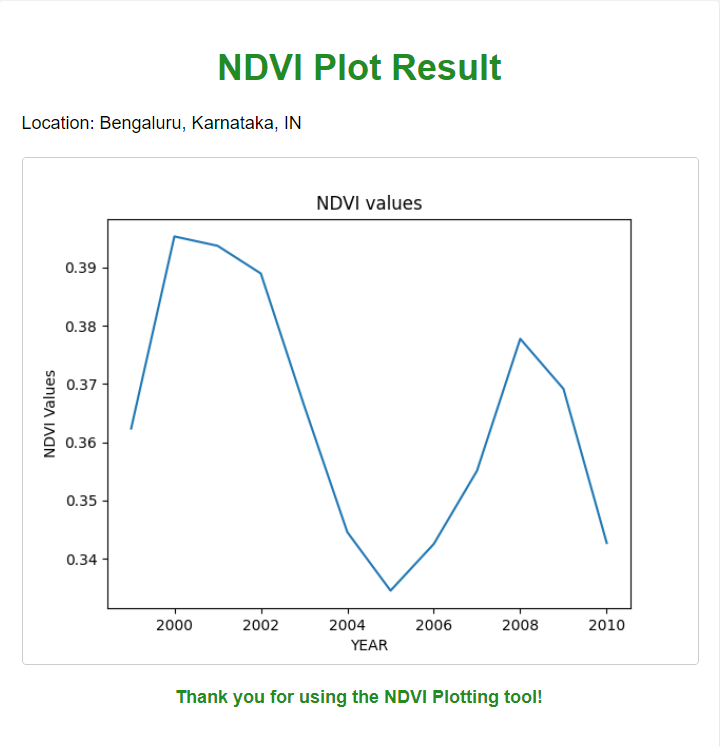 NDVI Plot Result
Location: Bengaluru, Karnataka, IN
NDVI values
NDVI Values
0.39
0.38
0.37
0.36
0.35
0.34
2000 2002 2004 2006 2008 2010
YEAR
Thank you for using the NDVI Plotting tool!